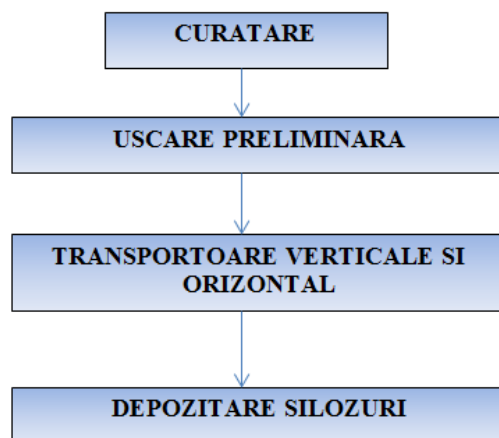 CURATARE
USCARE PRELIMINARA
TRANSPORTOARE VERTICALE SI
ORIZONTAL
DEPOZITARE SILOZURI